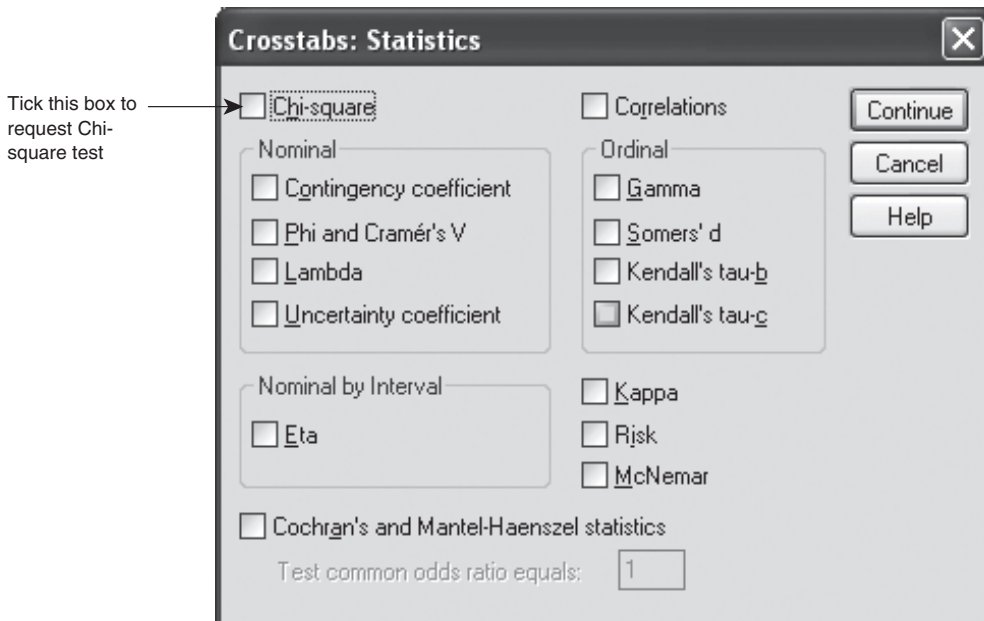 Crosstabs: Statistics
Tick this box to
request Chi-
square test
Chi-square
Correlations
Continue
Nominal
Ordinal
Cancel
Contingency coefficient
Gamma
Help
Phi and Cramér's V
Somers' d
Lambda
Kendall's tau-b
Uncertainty coefficient
Kendall's tau-c
Nominal by Interval
Kappa
Eta
Risk
McNemar
Cochran's and Mantel-Haenszel statistics
Test common odds ratio equals: 1